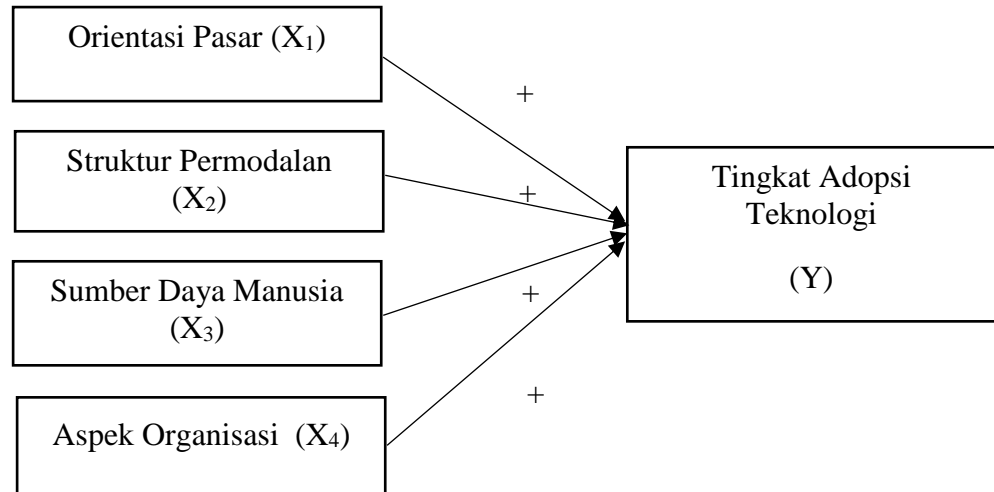 Orientasi Pasar (X₁)
+
Struktur Permodalan
(X₂)
+
Tingkat Adopsi
Teknologi
(Y)
Sumber Daya Manusia
(X₃)
+
Aspek Organisasi (X₄)
+